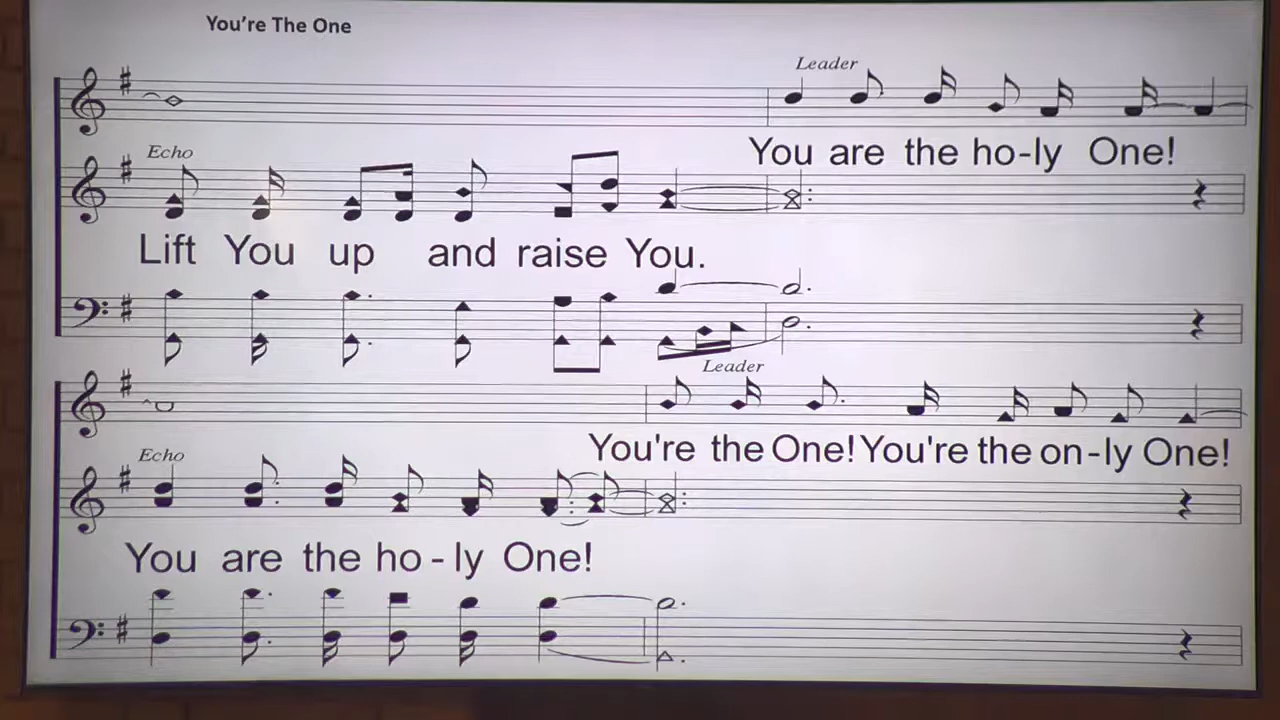 You're The One
Leader
You are the ho-ly One!
Echo
Lift You up and raise You.
Leader
You're the One! You're the on-ly One!
Echo
You are the ho-ly One!